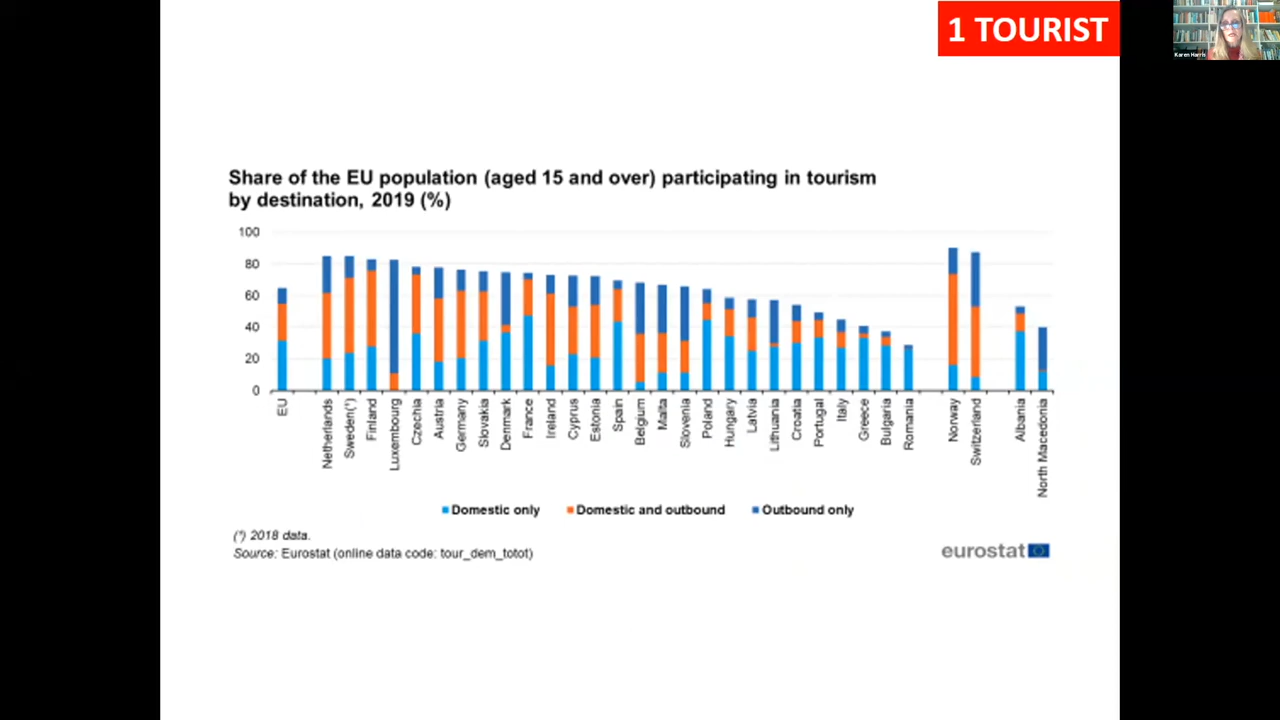 1 TOURIST
Karen Harris
Share of the EU population (aged 15 and over) participating in tourism
by destination, 2019 (%)
100
80
60
40
20
0
EU
Netherlands
Sweden(¹)
Finland
Luxembourg
Czechia
Austria
Germany
Slovakia
Denmark
France
Ireland
Cyprus
Estonia
Spain
Belgium
Malta
Slovenia
Poland
Hungary
Latvia
Lithuania
Croatia
Portugal
Italy
Greece
Bulgaria
Romania
Norway
Switzerland
Albania
North Macedonia
Domestic only
Domestic and outbound
Outbound only
(¹) 2018 data.
Source: Eurostat (online data code: tour_dem_totot)
eurostat